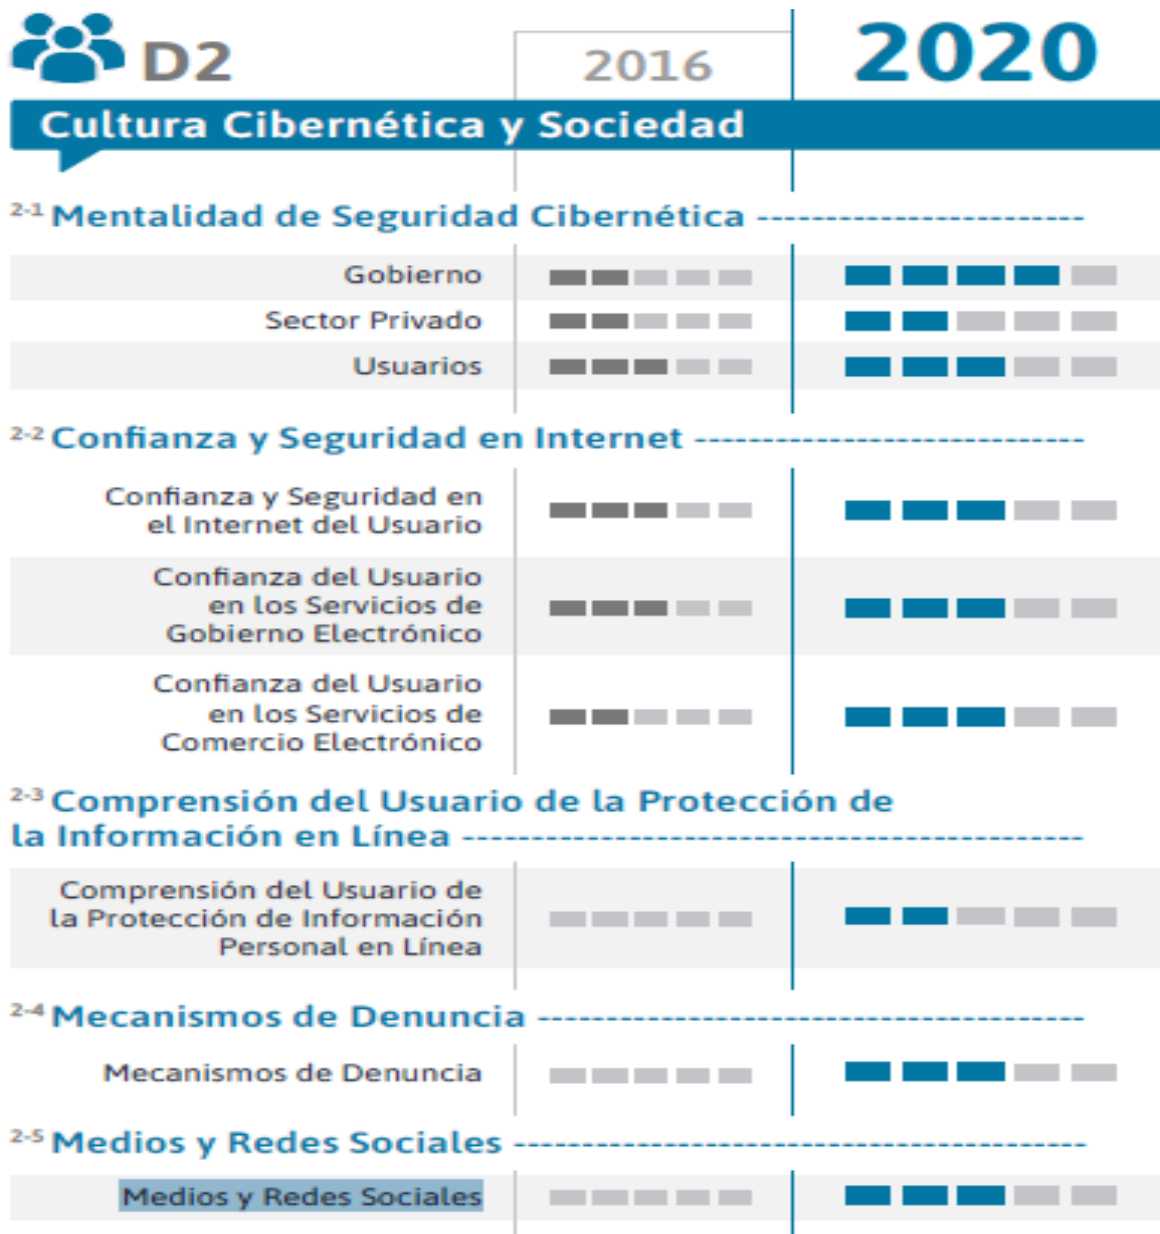 D2
2016
2020
Cultura Cibernética y Sociedad
2-1 Mentalidad de Seguridad Cibernética
Gobierno
Sector Privado
Usuarios
2-2 Confianza y Seguridad en Internet
Confianza y Seguridad en
el Internet del Usuario
Confianza del Usuario
en los Servicios de
Gobierno Electrónico
Confianza del Usuario
en los Servicios de
Comercio Electrónico
2-3 Comprensión del Usuario de la Protección de
la Información en Línea
Comprensión del Usuario de
la Protección de Información
Personal en Línea
2-4 Mecanismos de Denuncia
Mecanismos de Denuncia
2-5 Medios y Redes Sociales
Medios y Redes Sociales